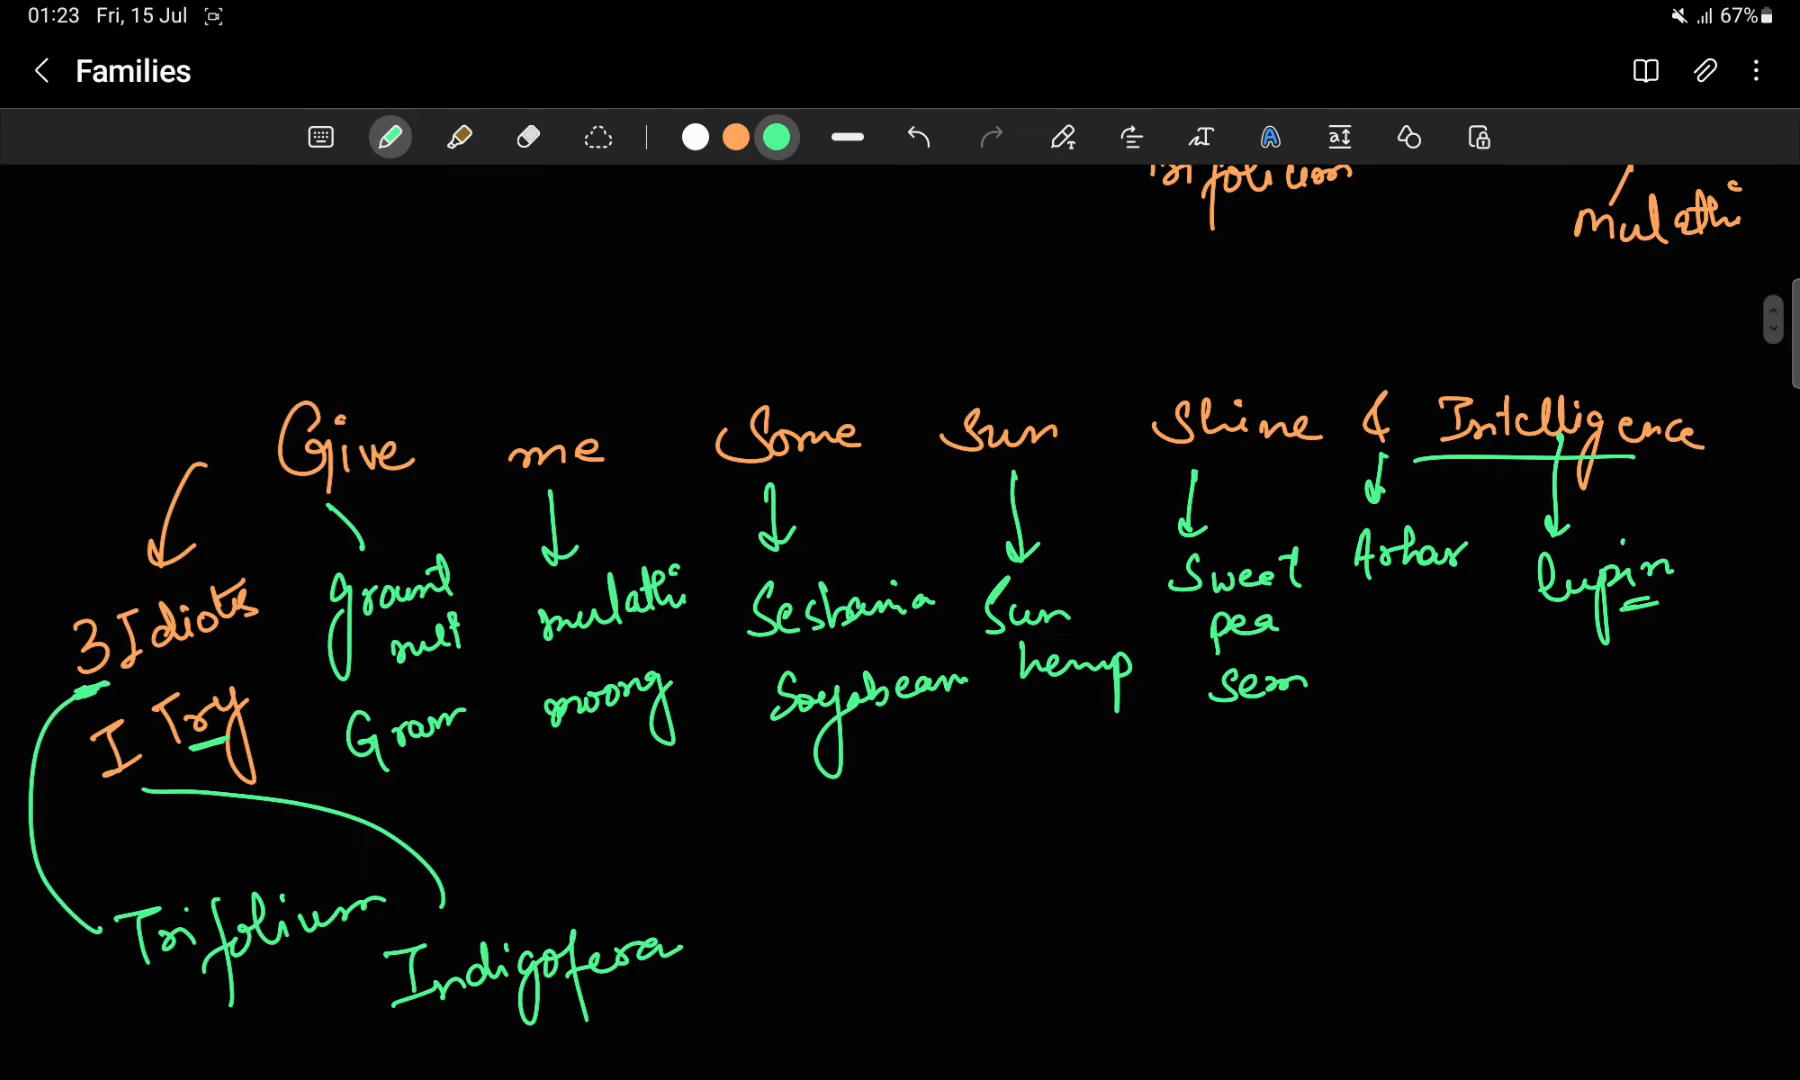 01:23 Fri, 15 Jul 67%
Families
Trifolium
mulathi
Give me Some Sun Shine & Intelligence
3 Idiots
I Try
Ground nut mulathi Sesbania Sun hemp Sweet pea Arhar Lupin
Gram moong Soyabean sem
Trifolium
Indigofera